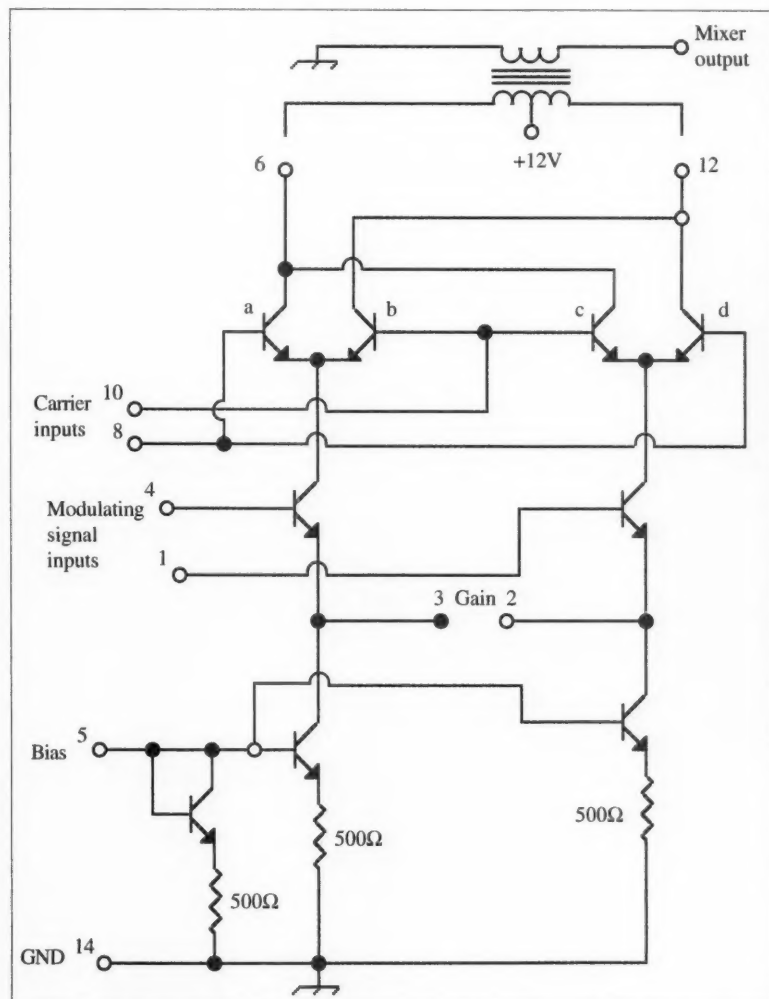 Mixer
output
+12V
6
12
a
b
c
d
10
Carrier
inputs
8
4
Modulating
signal
inputs
1
3 Gain 2
5
Bias
500Ω
500Ω
500Ω
14
GND